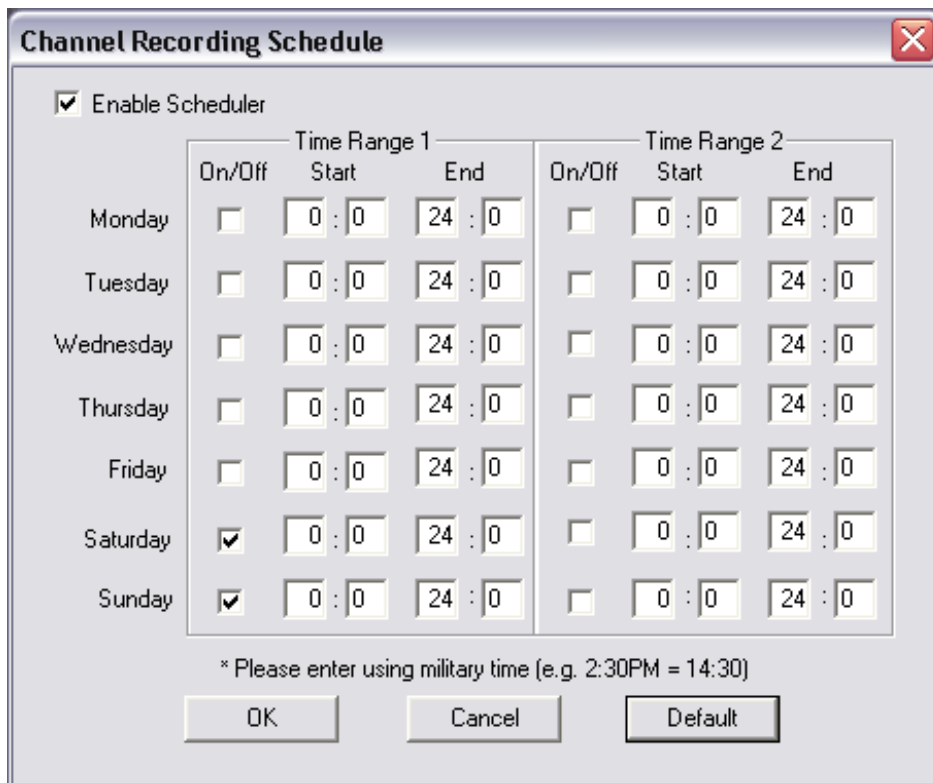 Channel Recording Schedule
Enable Scheduler
Time Range 1 Time Range 2
On/Off Start End On/Off Start End
Monday 0 : 0 24 : 0 0 : 0 24 : 0
Tuesday 0 : 0 24 : 0 0 : 0 24 : 0
Wednesday 0 : 0 24 : 0 0 : 0 24 : 0
Thursday 0 : 0 24 : 0 0 : 0 24 : 0
Friday 0 : 0 24 : 0 0 : 0 24 : 0
Saturday 0 : 0 24 : 0 0 : 0 24 : 0
Sunday 0 : 0 24 : 0 0 : 0 24 : 0
* Please enter using military time (e.g. 2:30PM = 14:30)
OK Cancel Default